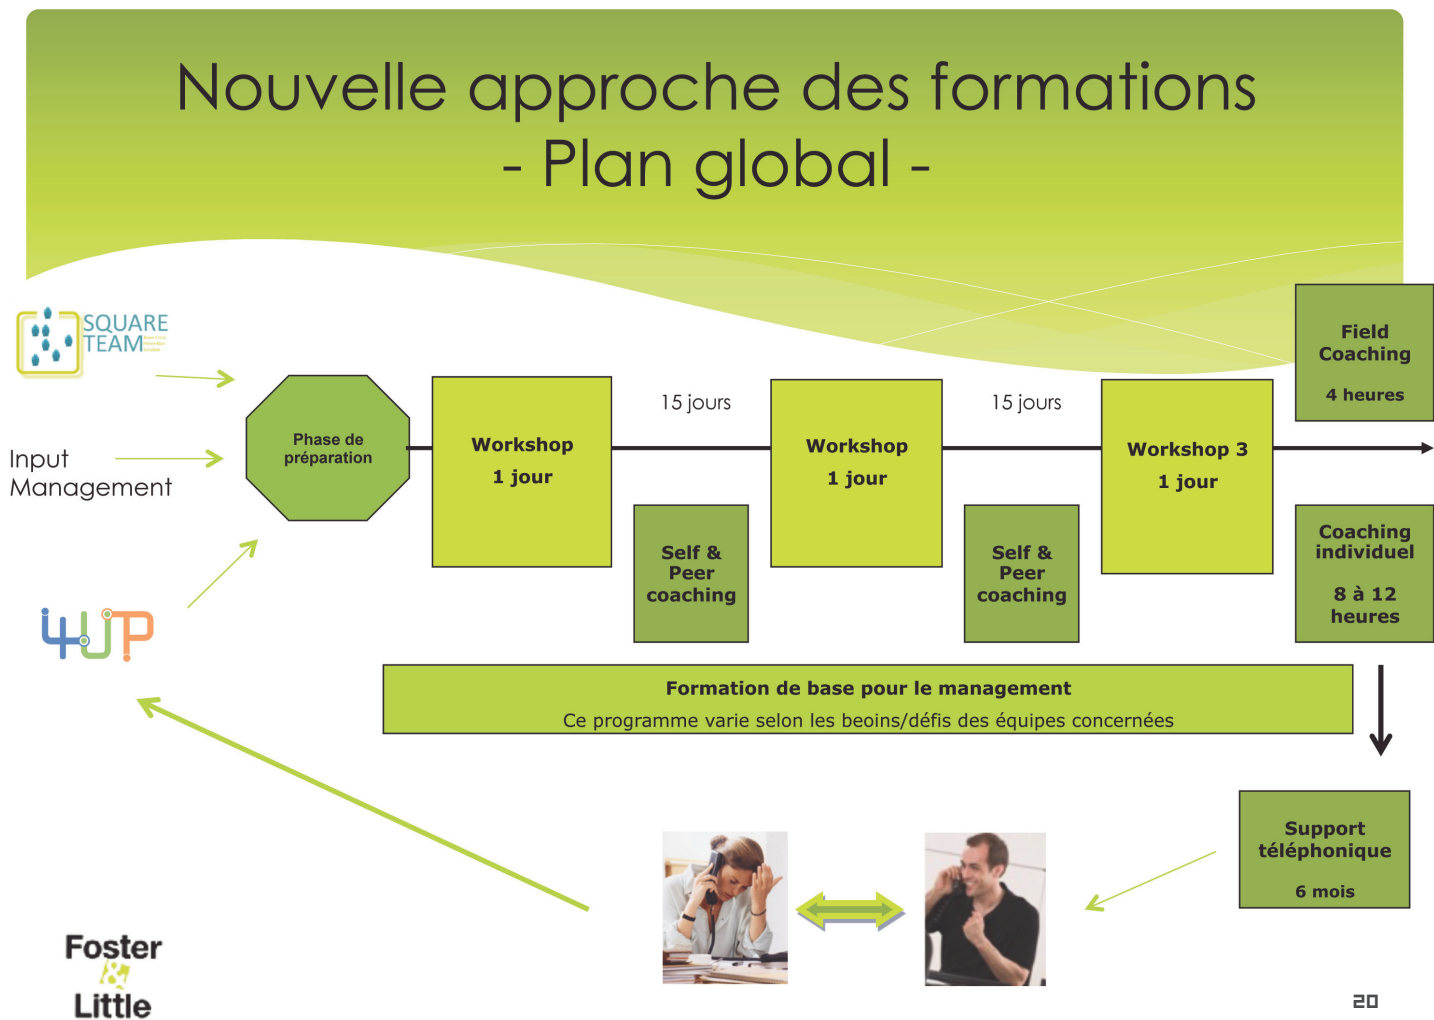 Nouvelle approche des formations
- Plan global -
SQUARE
TEAM
Input
Management
4UP
Phase de
préparation
Workshop
1 jour
15 jours
Self &
Peer
coaching
Workshop
1 jour
15 jours
Self &
Peer
coaching
Workshop 3
1 jour
Field
Coaching
4 heures
Coaching
individuel
8 à 12
heures
Formation de base pour le management
Ce programme varie selon les beoins/défis des équipes concernées
Support
téléphonique
6 mois
Foster
&
Little
20